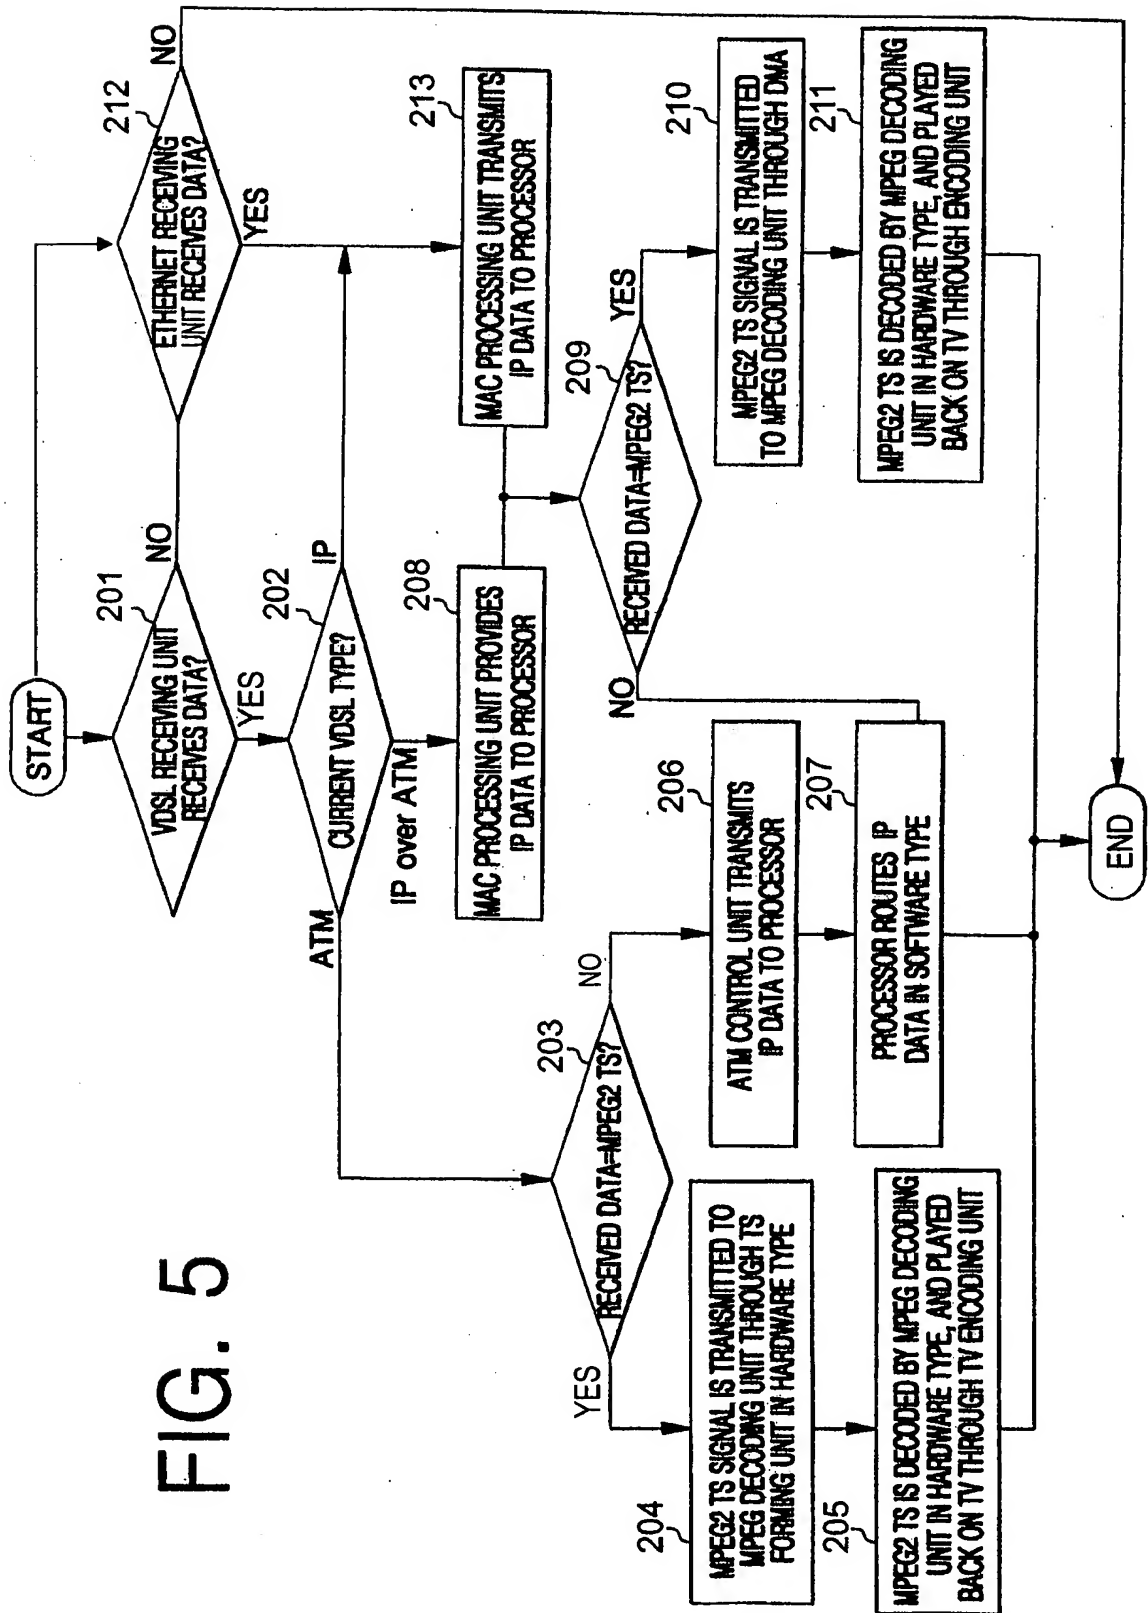 FIG. 5
START
201
VDSL RECEIVING UNIT
RECEIVES DATA?
NO
YES
212
ETHERNET RECEIVING
UNIT RECEIVES DATA?
NO
YES
202
CURRENT VDSL TYPE?
ATM
IP over ATM
IP
208
MAC PROCESSING UNIT PROVIDES
IP DATA TO PROCESSOR
213
MAC PROCESSING UNIT TRANSMITS
IP DATA TO PROCESSOR
203
RECEIVED DATA=MPEG2 TS?
YES
NO
209
RECEIVED DATA=MPEG2 TS?
NO
YES
204
MPEG2 TS SIGNAL IS TRANSMITTED TO
MPEG DECODING UNIT THROUGH TS
FORMING UNIT IN HARDWARE TYPE
206
ATM CONTROL UNIT TRANSMITS
IP DATA TO PROCESSOR
210
MPEG2 TS SIGNAL IS TRANSMITTED
TO MPEG DECODING UNIT THROUGH DMA
205
MPEG2 TS IS DECODED BY MPEG DECODING
UNIT IN HARDWARE TYPE, AND PLAYED
BACK ON TV THROUGH TV ENCODING UNIT
207
PROCESSOR ROUTES IP
DATA IN SOFTWARE TYPE
211
MPEG2 TS IS DECODED BY MPEG DECODING
UNIT IN HARDWARE TYPE, AND PLAYED
BACK ON TV THROUGH ENCODING UNIT
END